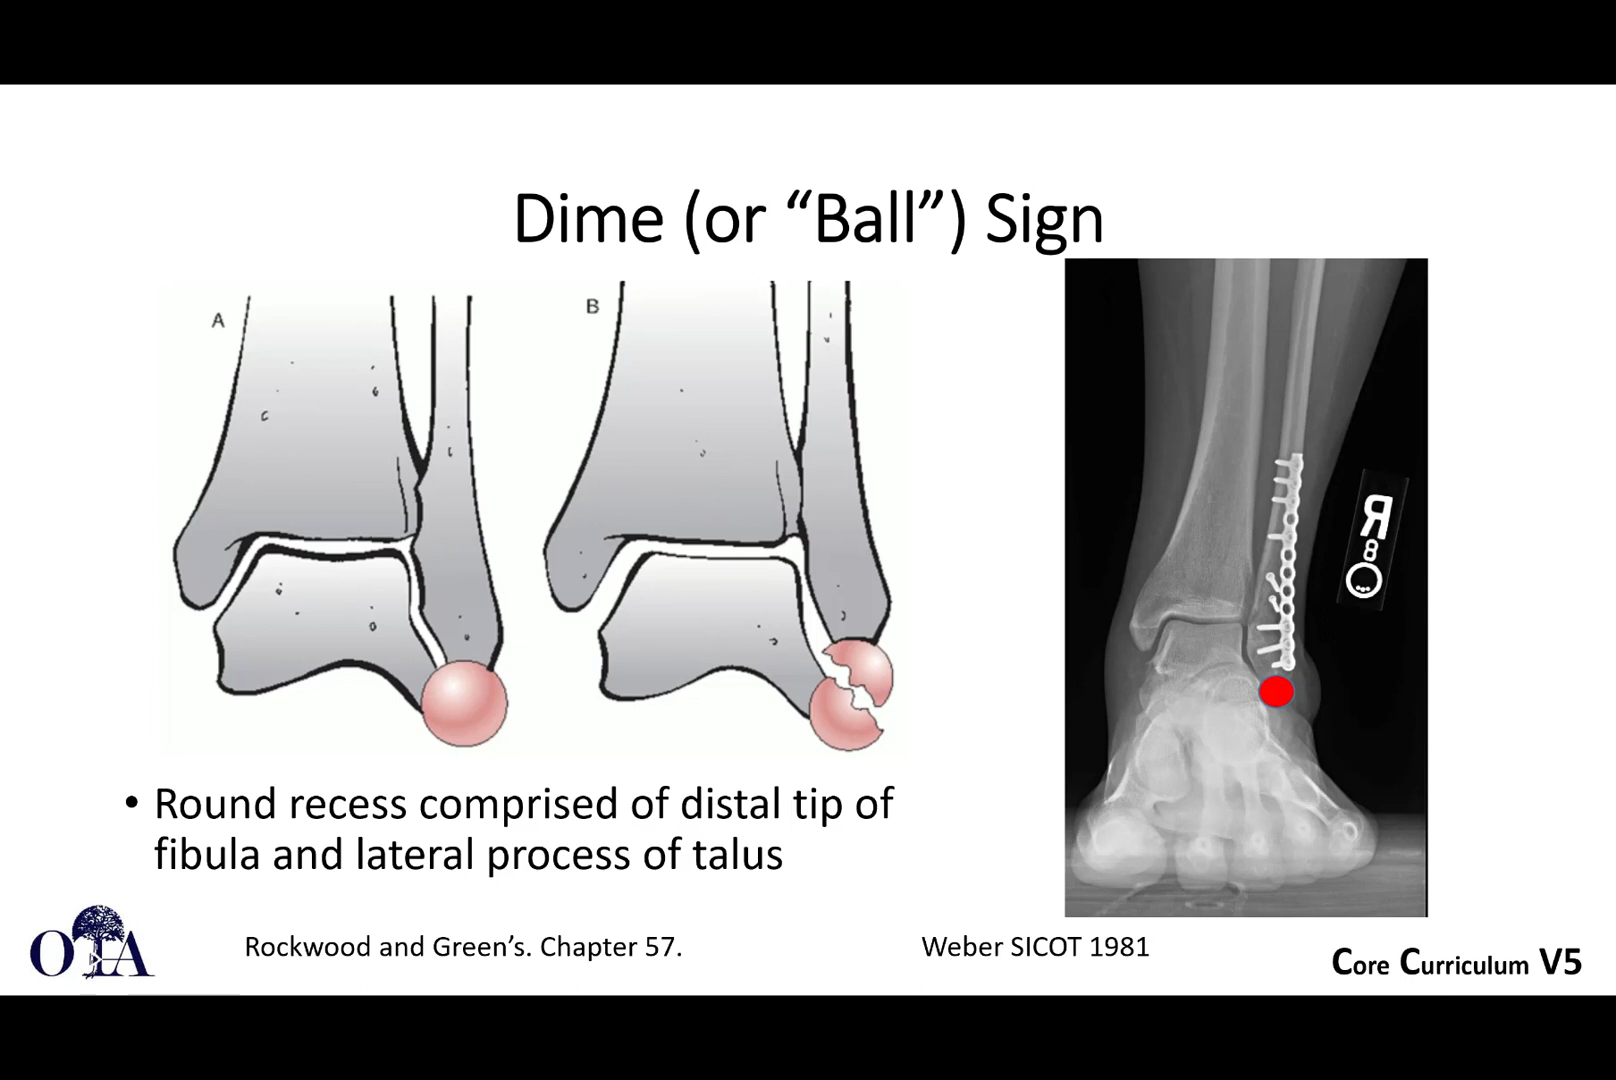 Dime (or “Ball”) Sign
A
B
R
8
• Round recess comprised of distal tip of
fibula and lateral process of talus
OTA
Rockwood and Green’s. Chapter 57.
Weber SICOT 1981
Core Curriculum V5